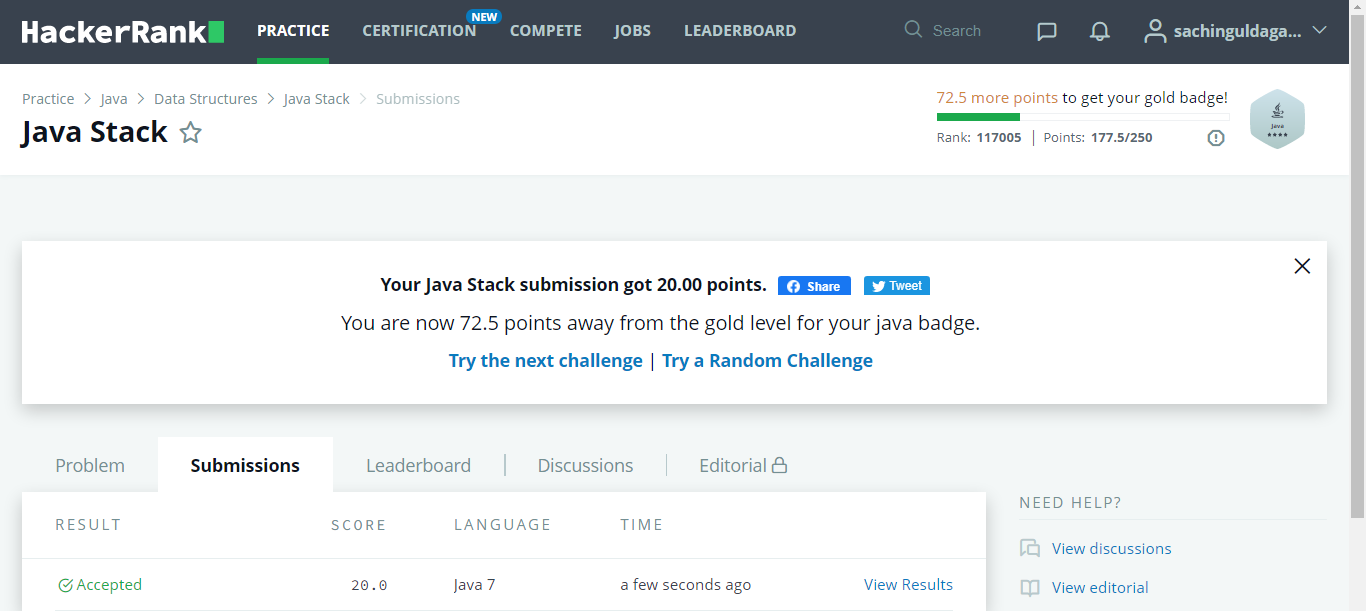 HackerRank PRACTICE CERTIFICATION NEW COMPETE JOBS LEADERBOARD Search sachinguldaga...
Practice > Java > Data Structures > Java Stack > Submissions
Java Stack
72.5 more points to get your gold badge!
Rank: 117005 | Points: 177.5/250
Java
Your Java Stack submission got 20.00 points. Share Tweet
You are now 72.5 points away from the gold level for your java badge.
Try the next challenge | Try a Random Challenge
Problem Submissions Leaderboard Discussions Editorial
RESULT SCORE LANGUAGE TIME
Accepted 20.0 Java 7 a few seconds ago View Results
NEED HELP?
View discussions
View editorial